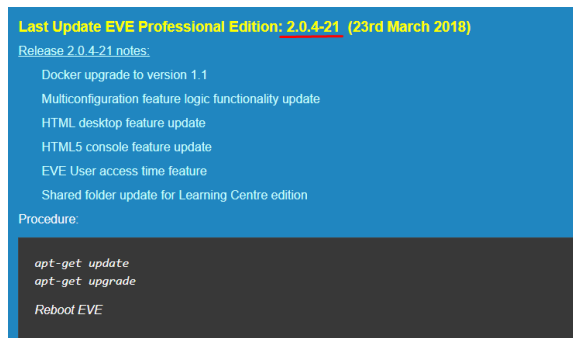 Last Update EVE Professional Edition: 2.0.4-21 (23rd March 2018)
Release 2.0.4-21 notes:
Docker upgrade to version 1.1
Multiconfiguration feature logic functionality update
HTML desktop feature update
HTML5 console feature update
EVE User access time feature
Shared folder update for Learning Centre edition
Procedure:
apt-get update
apt-get upgrade
Reboot EVE